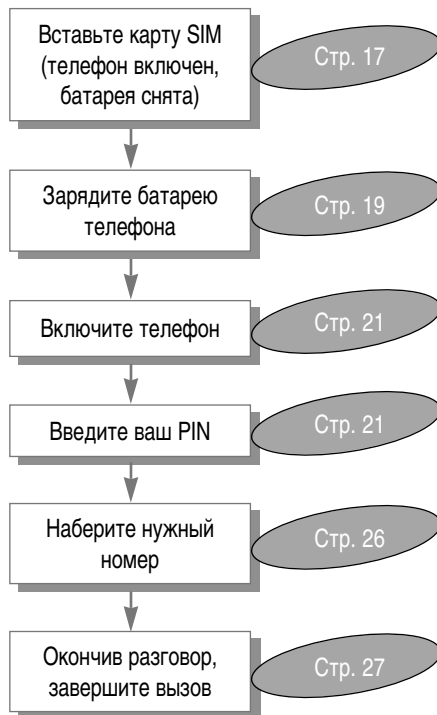 Вставьте карту SIM
(телефон включен,
батарея снята)
Стр. 17
Зарядите батарею
телефона
Стр. 19
Включите телефон
Стр. 21
Введите ваш PIN
Стр. 21
Наберите нужный
номер
Стр. 26
Окончив разговор,
завершите вызов
Стр. 27